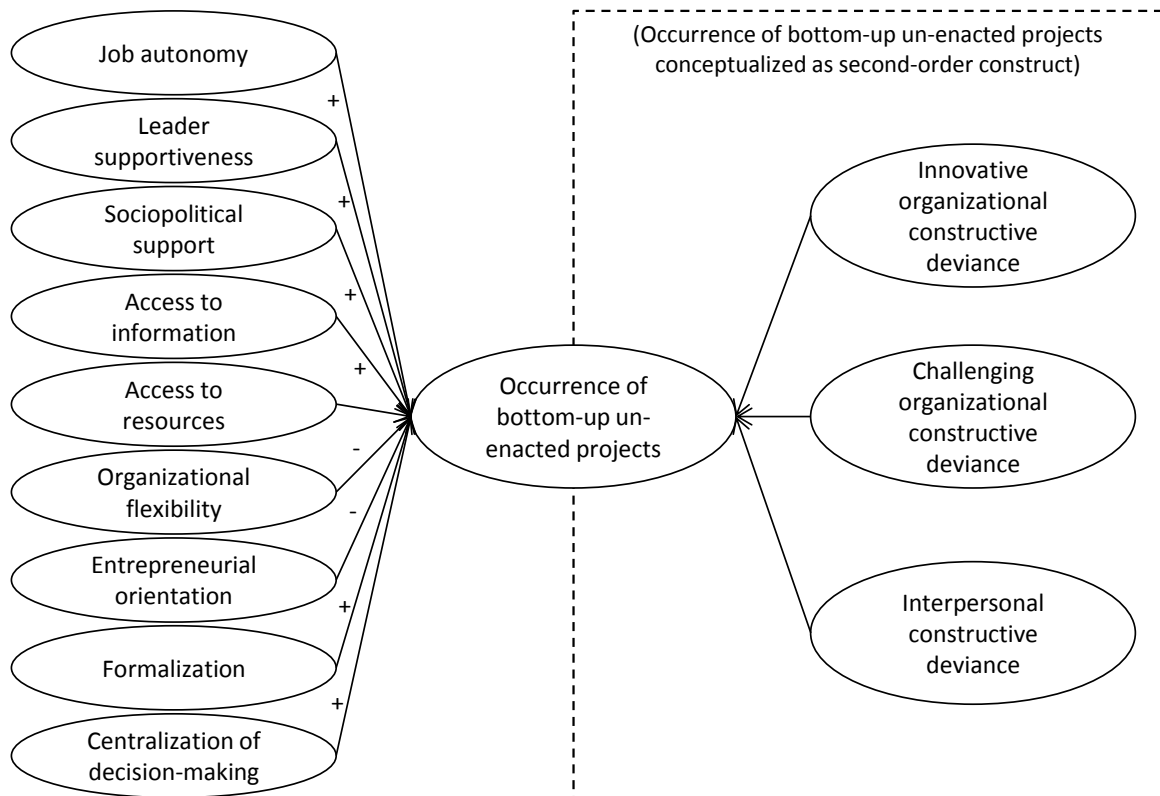 Job autonomy
Leader
supportiveness
Sociopolitical
support
Access to
information
Access to
resources
Organizational
flexibility
Entrepreneurial
orientation
Formalization
Centralization of
decision-making
+
+
+
+
-
-
+
+
Occurrence of
bottom-up un-
enacted projects
(Occurrence of bottom-up un-enacted projects
conceptualized as second-order construct)
Innovative
organizational
constructive
deviance
Challenging
organizational
constructive
deviance
Interpersonal
constructive
deviance